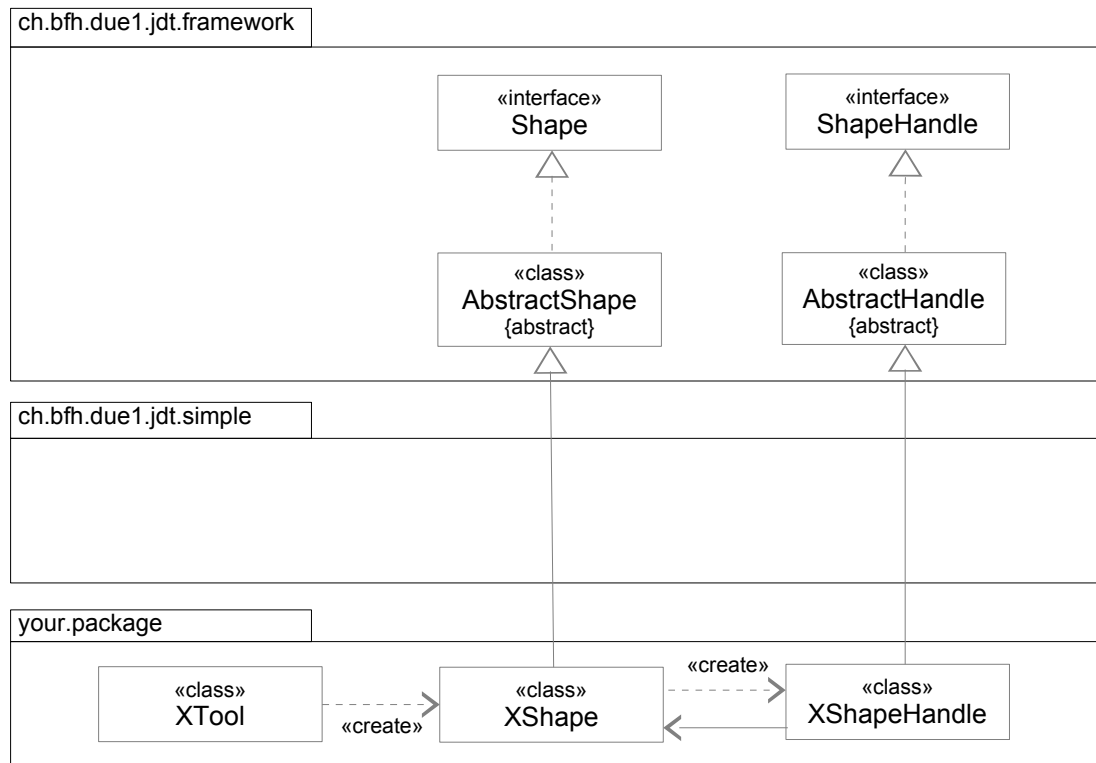 ch.bfh.due1.jdt.framework
«interface»
Shape
«interface»
ShapeHandle
«class»
AbstractShape
{abstract}
«class»
AbstractHandle
{abstract}
ch.bfh.due1.jdt.simple
your.package
«class»
XTool
«create»
«class»
XShape
«create»
«class»
XShapeHandle